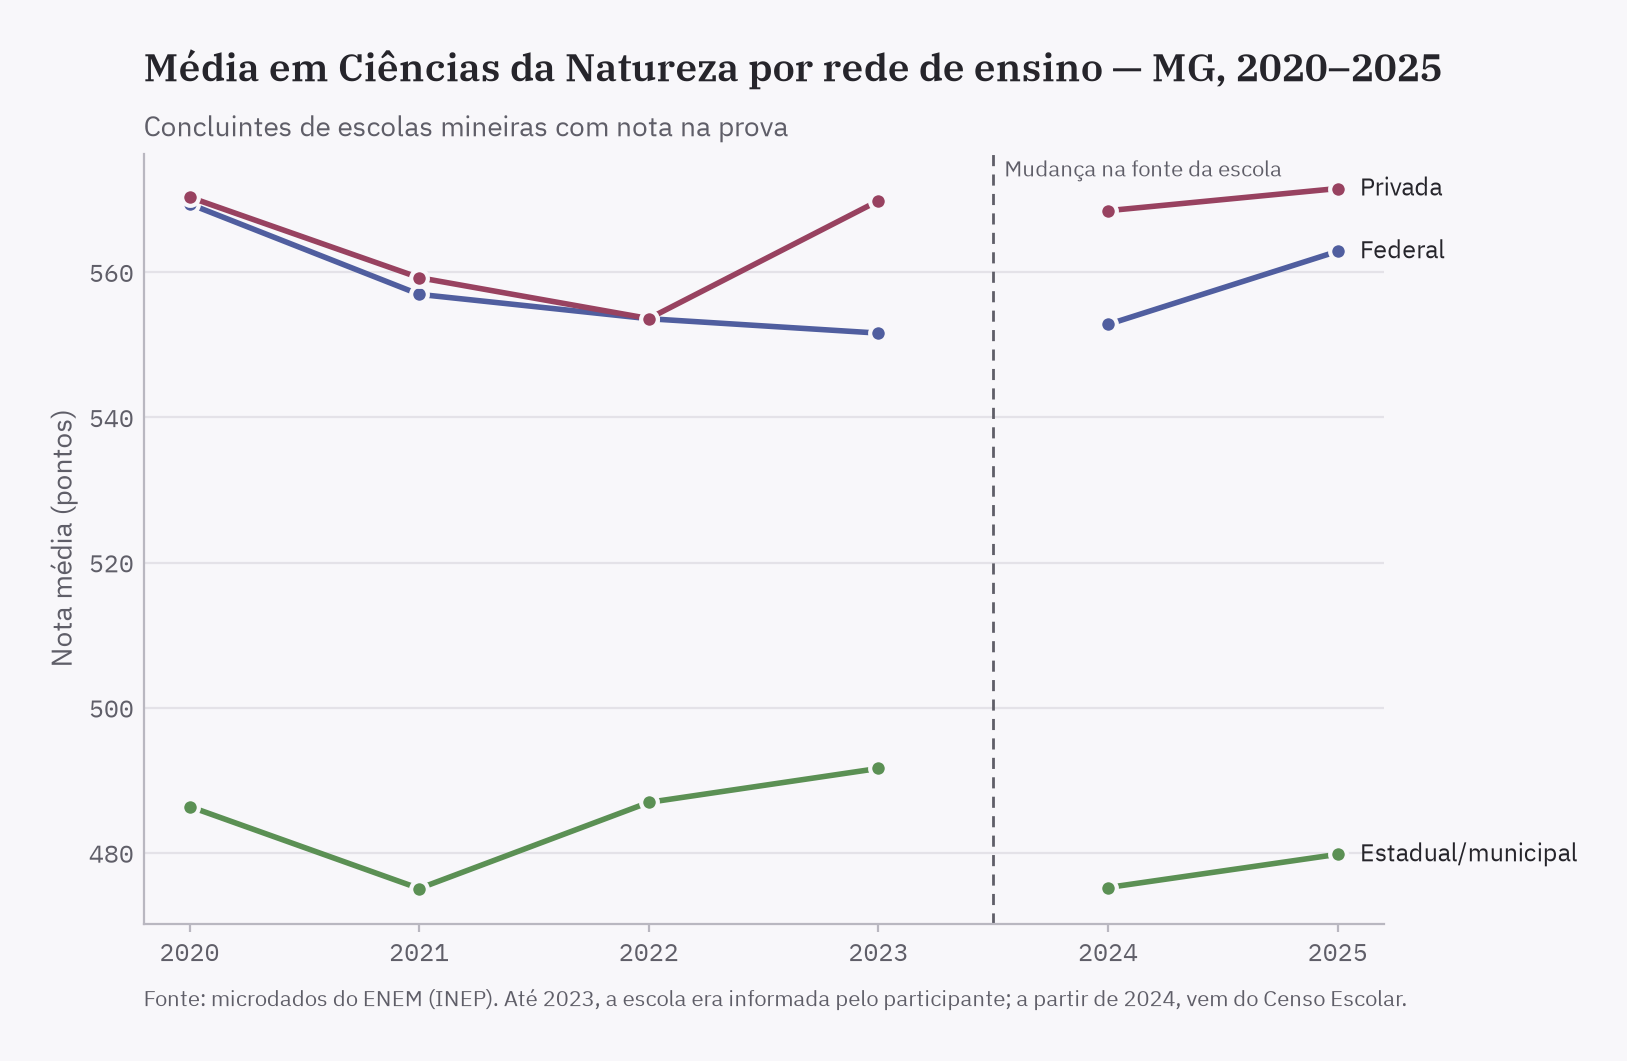 Média em Ciências da Natureza por rede de ensino — MG, 2020–2025
Concluintes de escolas mineiras com nota na prova
Mudança na fonte da escola
Privada
Federal
Estadual/municipal
Nota média (pontos)
560
540
520
500
480
2020 2021 2022 2023 2024 2025
Fonte: microdados do ENEM (INEP). Até 2023, a escola era informada pelo participante; a partir de 2024, vem do Censo Escolar.